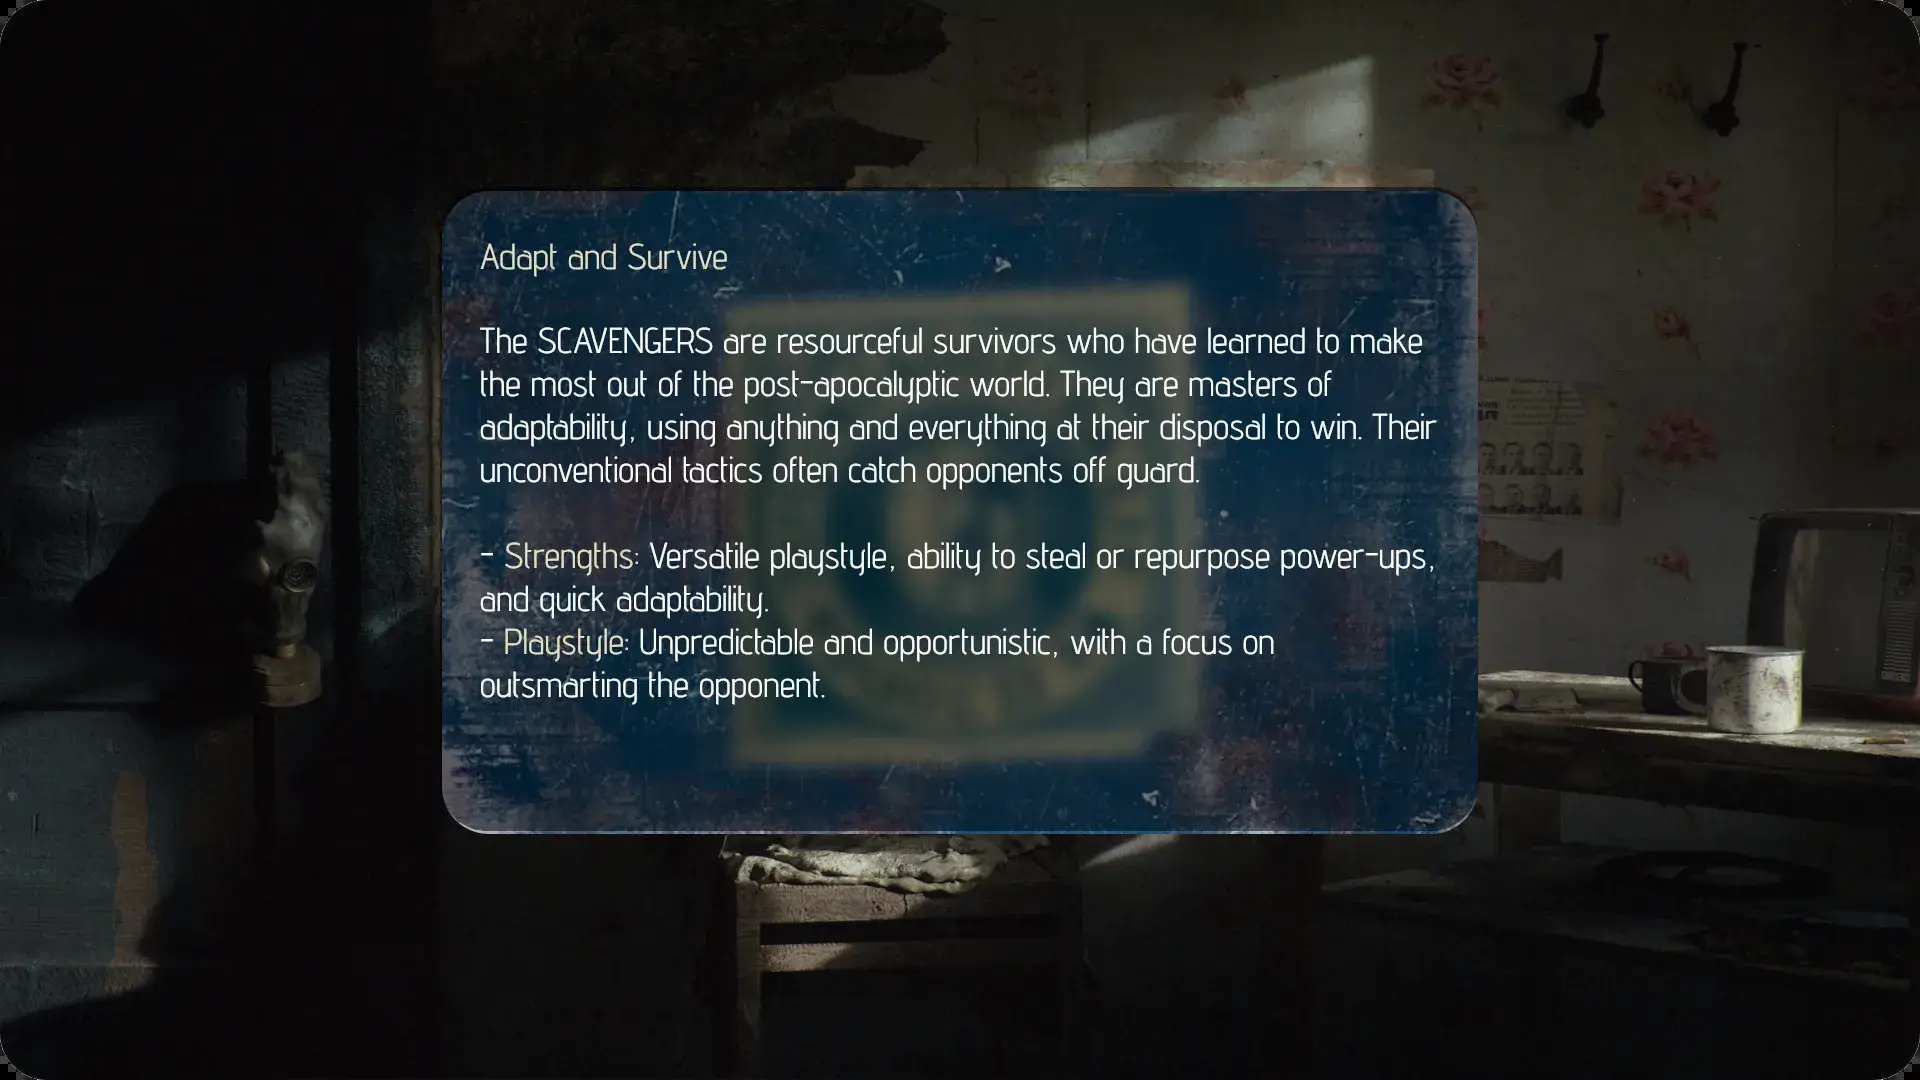 Adapt and Survive
The SCAVENGERS are resourceful survivors who have learned to make
the most out of the post-apocalyptic world. They are masters of
adaptability, using anything and everything at their disposal to win. Their
unconventional tactics often catch opponents off guard.
- Strengths: Versatile playstyle, ability to steal or repurpose power-ups,
and quick adaptability.
- Playstyle: Unpredictable and opportunistic, with a focus on
outsmarting the opponent.